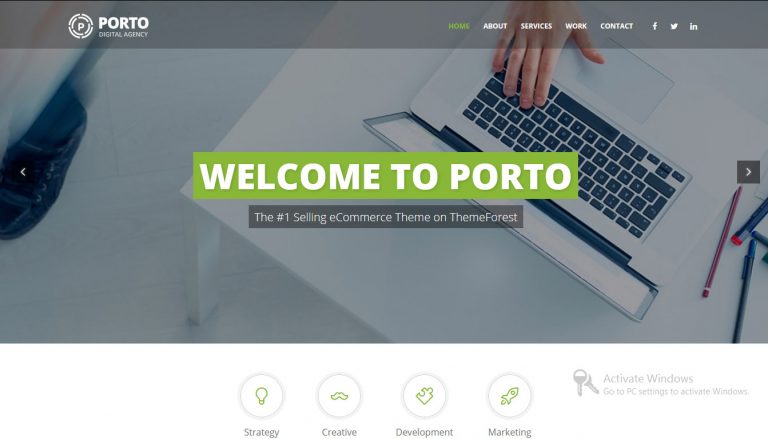 PORTO
DIGITAL AGENCY
HOME ABOUT SERVICES WORK CONTACT
WELCOME TO PORTO
The #1 Selling eCommerce Theme on ThemeForest
Activate Windows
Go to PC settings to activate Windows.
Strategy Creative Development Marketing